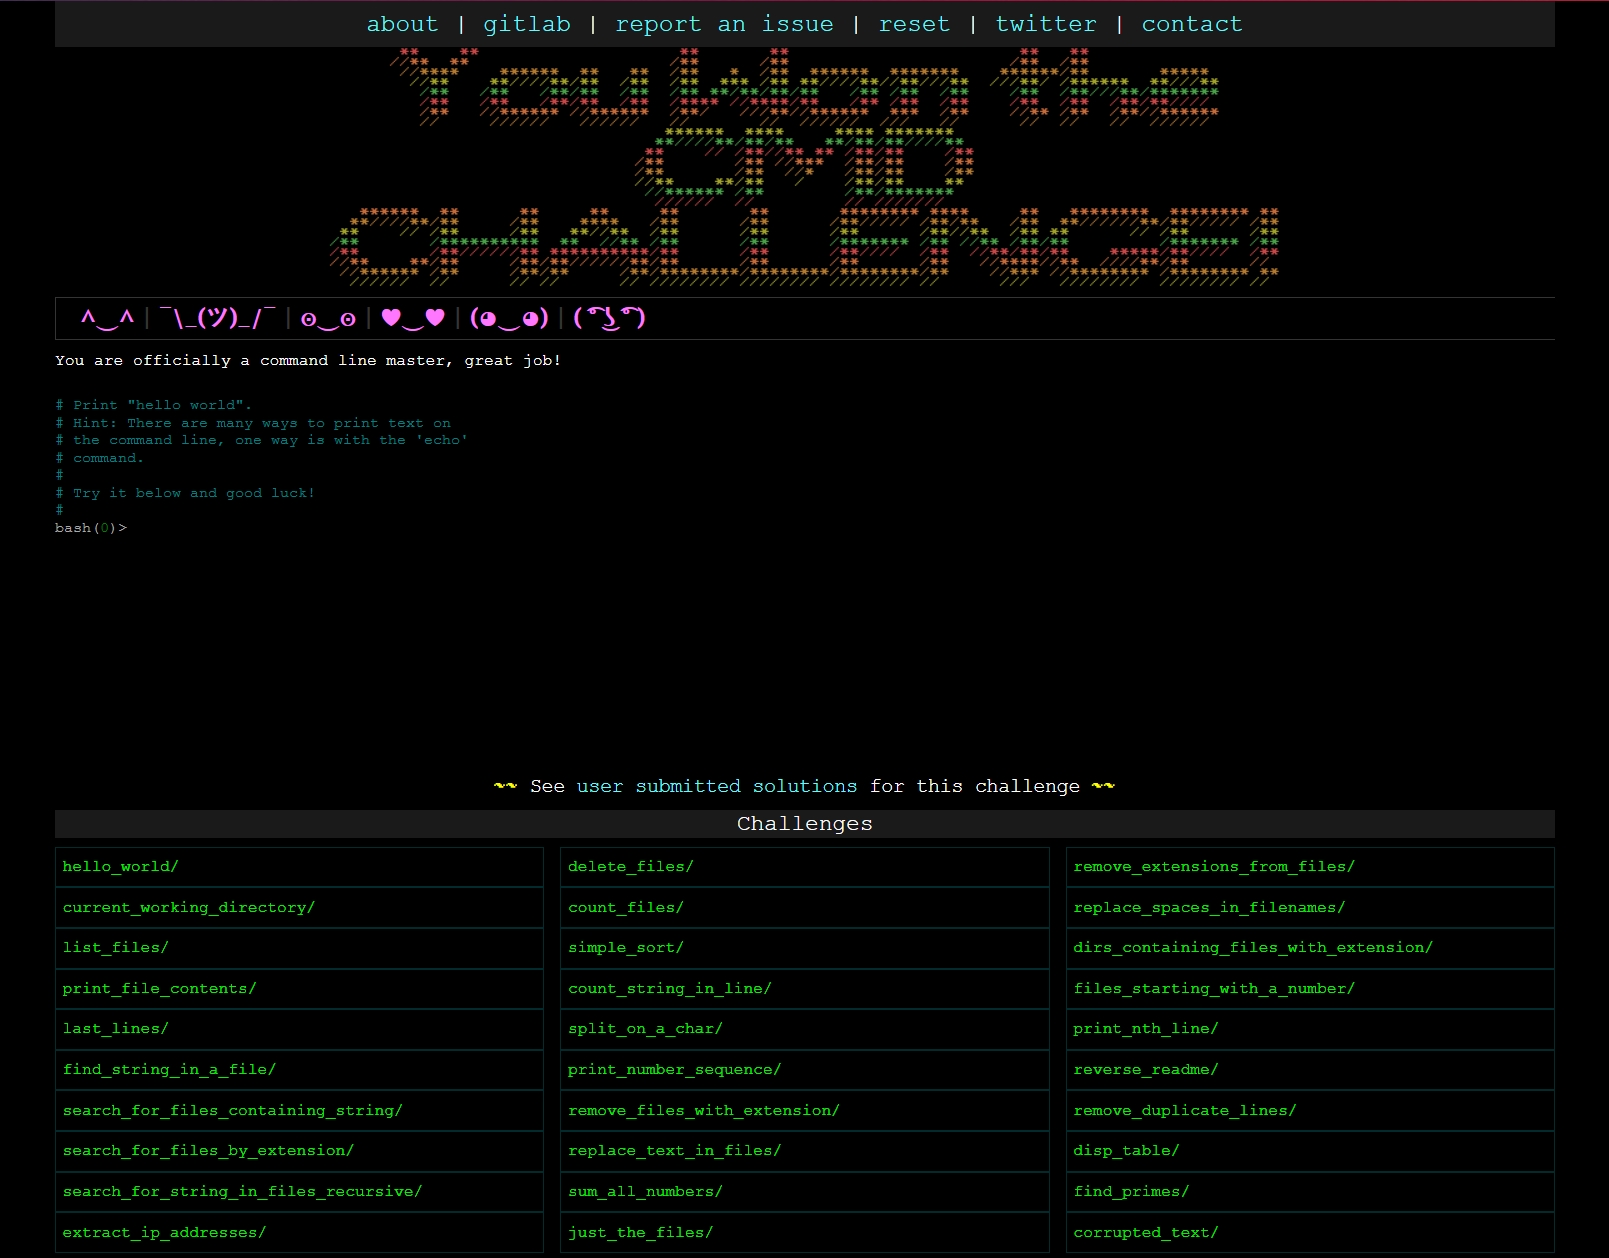 about | gitlab | report an issue | reset | twitter | contact
You Won the
CMD
CHALLENGE
^‿^ | ¯\_(ツ)_/¯ | ʘ‿ʘ | ♥‿♥ | (◕‿◕) | ( ͡° ͜ʖ ͡°)
You are officially a command line master, great job!
# Print "hello world".
# Hint: There are many ways to print text on
# the command line, one way is with the 'echo'
# command.
#
# Try it below and good luck!
#
bash(0)>
~~ See user submitted solutions for this challenge ~~
Challenges
hello_world/
current_working_directory/
list_files/
print_file_contents/
last_lines/
find_string_in_a_file/
search_for_files_containing_string/
search_for_files_by_extension/
search_for_string_in_files_recursive/
extract_ip_addresses/
delete_files/
count_files/
simple_sort/
count_string_in_line/
split_on_a_char/
print_number_sequence/
remove_files_with_extension/
replace_text_in_files/
sum_all_numbers/
just_the_files/
remove_extensions_from_files/
replace_spaces_in_filenames/
dirs_containing_files_with_extension/
files_starting_with_a_number/
print_nth_line/
reverse_readme/
remove_duplicate_lines/
disp_table/
find_primes/
corrupted_text/